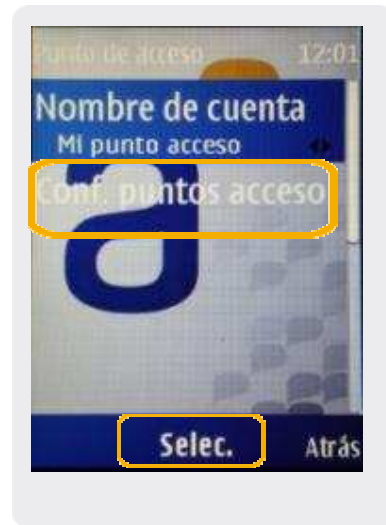 Punto de acceso 12:01
Nombre de cuenta
Mi punto acceso
Conf. puntos acceso
Selec. Atrás